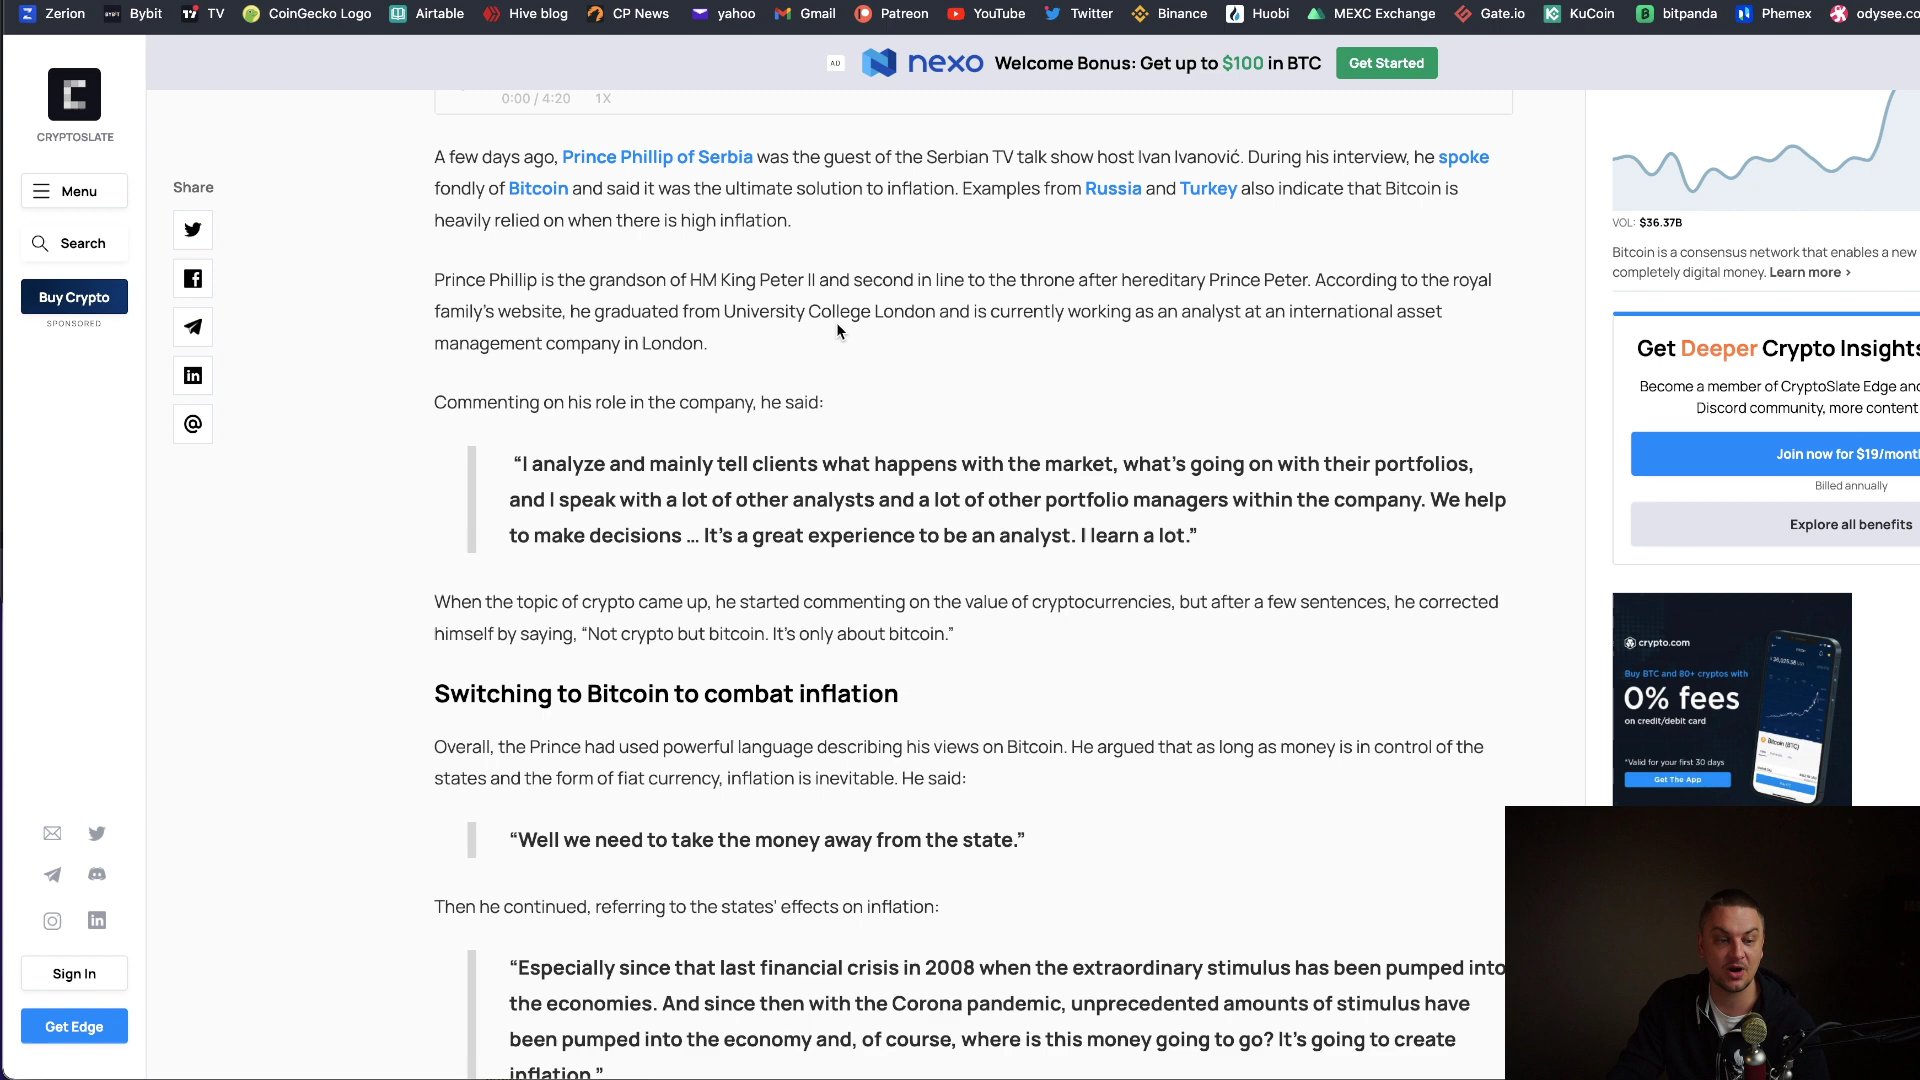 Zerion Bybit TV CoinGecko Logo Airtable Hive blog CP News yahoo Gmail Patreon YouTube Twitter Binance Huobi MEXC Exchange Gate.io KuCoin bitpanda Phemex odysee.co
AD nexo Welcome Bonus: Get up to $100 in BTC Get Started
CRYPTOSLATE
Menu
Search
Buy Crypto
SPONSORED
Share
0:00 / 4:20 1X
A few days ago, Prince Phillip of Serbia was the guest of the Serbian TV talk show host Ivan Ivanović. During his interview, he spoke
fondly of Bitcoin and said it was the ultimate solution to inflation. Examples from Russia and Turkey also indicate that Bitcoin is
heavily relied on when there is high inflation.
Prince Phillip is the grandson of HM King Peter II and second in line to the throne after hereditary Prince Peter. According to the royal
family's website, he graduated from University College London and is currently working as an analyst at an international asset
management company in London.
Commenting on his role in the company, he said:
“I analyze and mainly tell clients what happens with the market, what's going on with their portfolios,
and I speak with a lot of other analysts and a lot of other portfolio managers within the company. We help
to make decisions … It's a great experience to be an analyst. I learn a lot.”
When the topic of crypto came up, he started commenting on the value of cryptocurrencies, but after a few sentences, he corrected
himself by saying, “Not crypto but bitcoin. It's only about bitcoin.”
Switching to Bitcoin to combat inflation
Overall, the Prince had used powerful language describing his views on Bitcoin. He argued that as long as money is in control of the
states and the form of fiat currency, inflation is inevitable. He said:
“Well we need to take the money away from the state.”
Then he continued, referring to the states' effects on inflation:
“Especially since that last financial crisis in 2008 when the extraordinary stimulus has been pumped into
the economies. And since then with the Corona pandemic, unprecedented amounts of stimulus have
been pumped into the economy and, of course, where is this money going to go? It's going to create
inflation.”
VOL: $36.37B
Bitcoin is a consensus network that enables a new
completely digital money. Learn more >
Get Deeper Crypto Insights
Become a member of CryptoSlate Edge and
Discord community, more content
Join now for $19/month
Billed annually
Explore all benefits
crypto.com
Buy BTC and 80+ cryptos with
0% fees
on credit/debit card
Bitcoin (BTC)
*Valid for your first 30 days
Get The App
Sign In
Get Edge